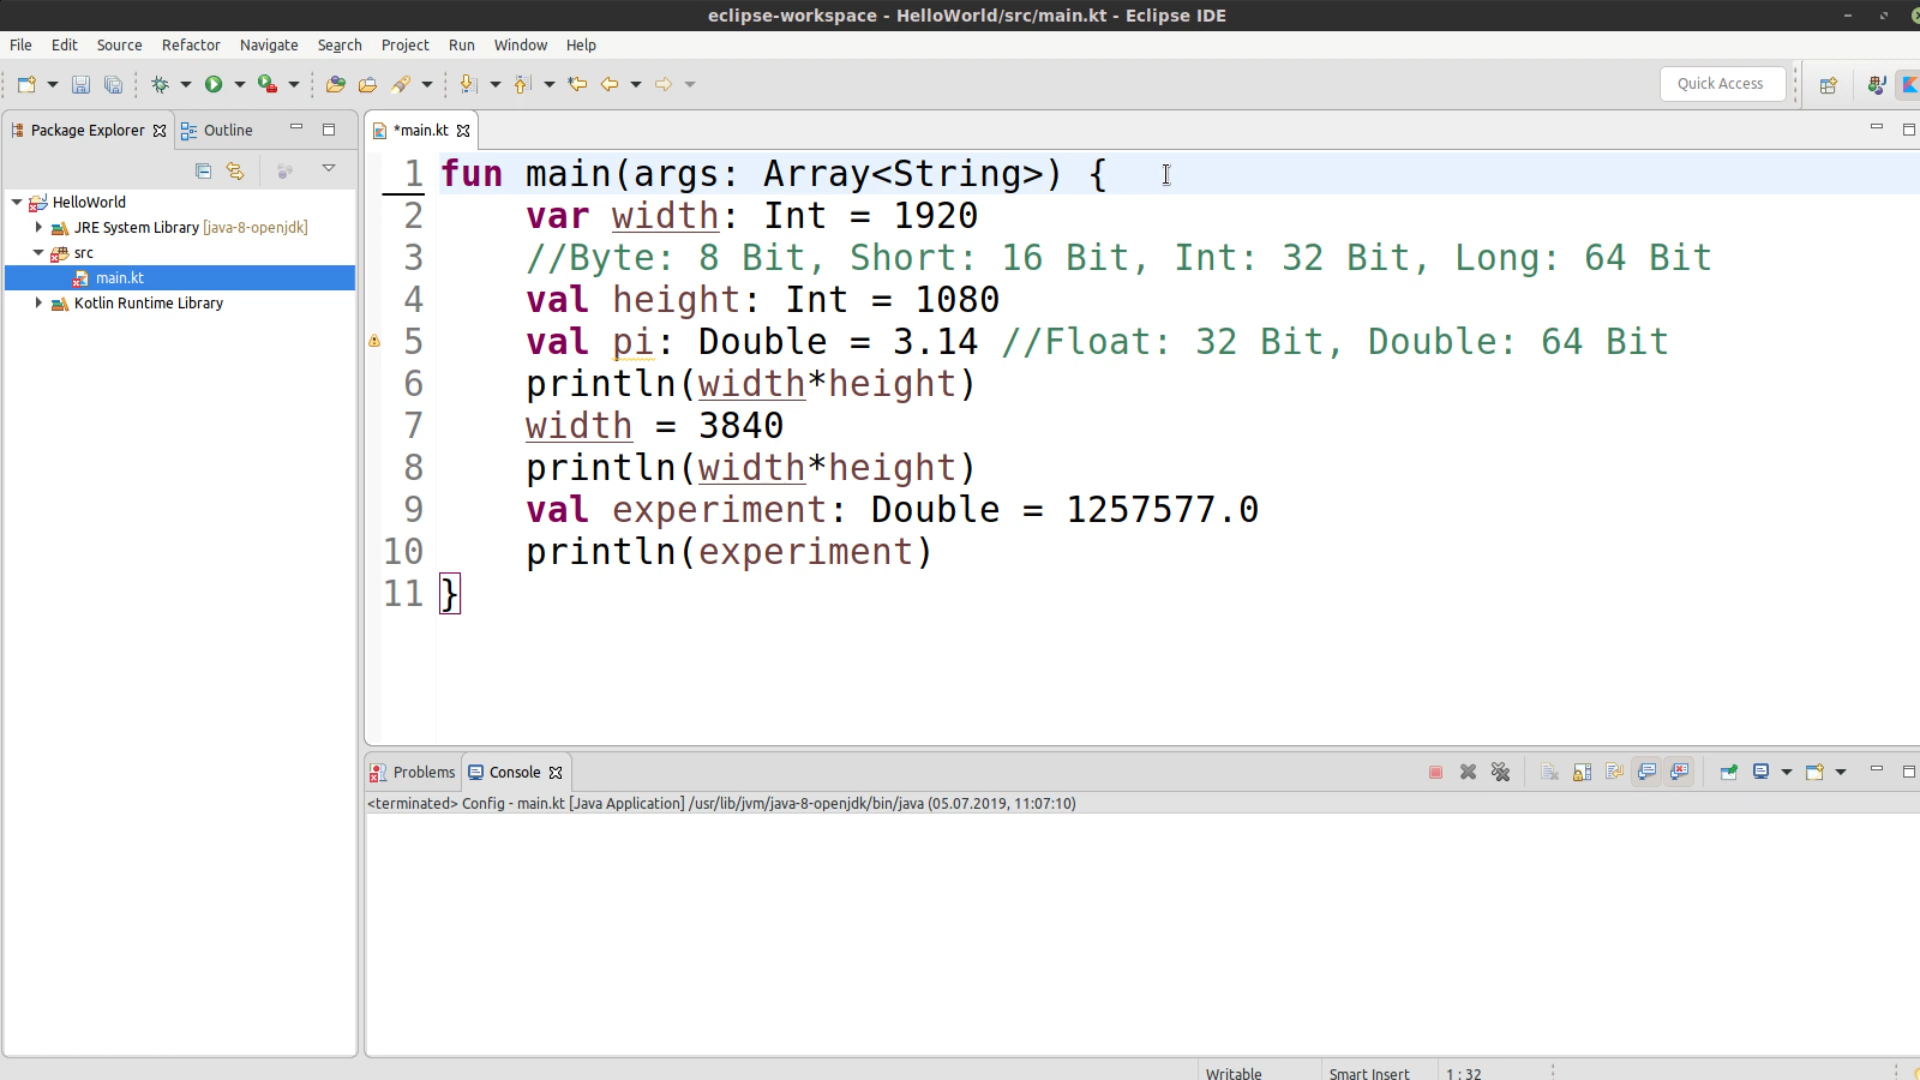 eclipse-workspace - HelloWorld/src/main.kt - Eclipse IDE
File Edit Source Refactor Navigate Search Project Run Window Help
Quick Access
Package Explorer Outline
*main.kt
HelloWorld
JRE System Library [java-8-openjdk]
src
main.kt
Kotlin Runtime Library
1 fun main(args: Array<String>) {
2 var width: Int = 1920
3 //Byte: 8 Bit, Short: 16 Bit, Int: 32 Bit, Long: 64 Bit
4 val height: Int = 1080
5 val pi: Double = 3.14 //Float: 32 Bit, Double: 64 Bit
6 println(width*height)
7 width = 3840
8 println(width*height)
9 val experiment: Double = 1257577.0
10 println(experiment)
11 }
Problems Console
<terminated> Config - main.kt [Java Application] /usr/lib/jvm/java-8-openjdk/bin/java (05.07.2019, 11:07:10)
Writable Smart Insert 1 : 32